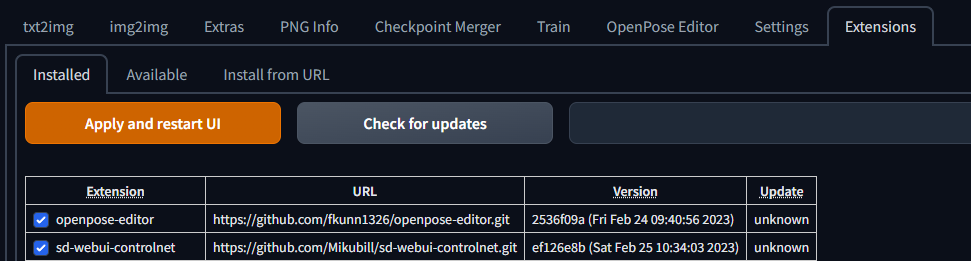 txt2img img2img Extras PNG Info Checkpoint Merger Train OpenPose Editor Settings Extensions
Installed Available Install from URL
Apply and restart UI Check for updates
Extension URL Version Update
openpose-editor https://github.com/fkunn1326/openpose-editor.git 2536f09a (Fri Feb 24 09:40:56 2023) unknown
sd-webui-controlnet https://github.com/Mikubill/sd-webui-controlnet.git ef126e8b (Sat Feb 25 10:34:03 2023) unknown